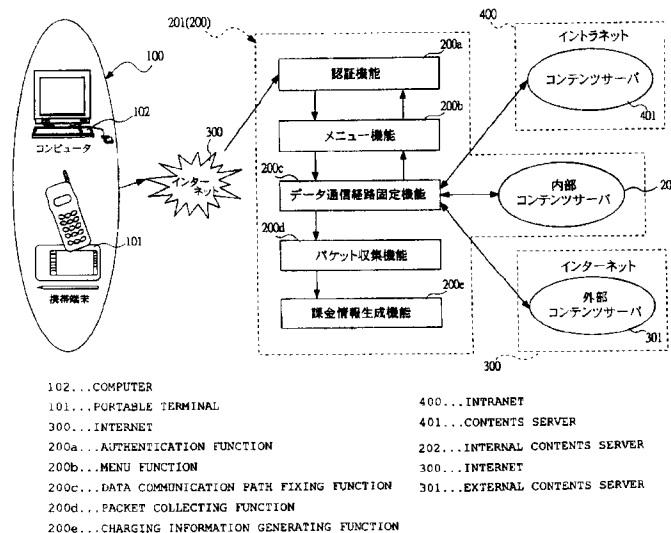 201(200)
400
イントラネット
コンテンツサーバ
401
100
102
コンピュータ
300
インターネット
101
携帯端末
200a
認証機能
200b
メニュー機能
200c
データ通信経路固定機能
200d
パケット収集機能
200e
課金情報生成機能
内部
コンテンツサーバ
20
インターネット
外部
コンテンツサーバ
301
300
102...COMPUTER
101...PORTABLE TERMINAL
300...INTERNET
200a...AUTHENTICATION FUNCTION
200b...MENU FUNCTION
200c...DATA COMMUNICATION PATH FIXING FUNCTION
200d...PACKET COLLECTING FUNCTION
200e...CHARGING INFORMATION GENERATING FUNCTION
400...INTRANET
401...CONTENTS SERVER
202...INTERNAL CONTENTS SERVER
300...INTERNET
301...EXTERNAL CONTENTS SERVER